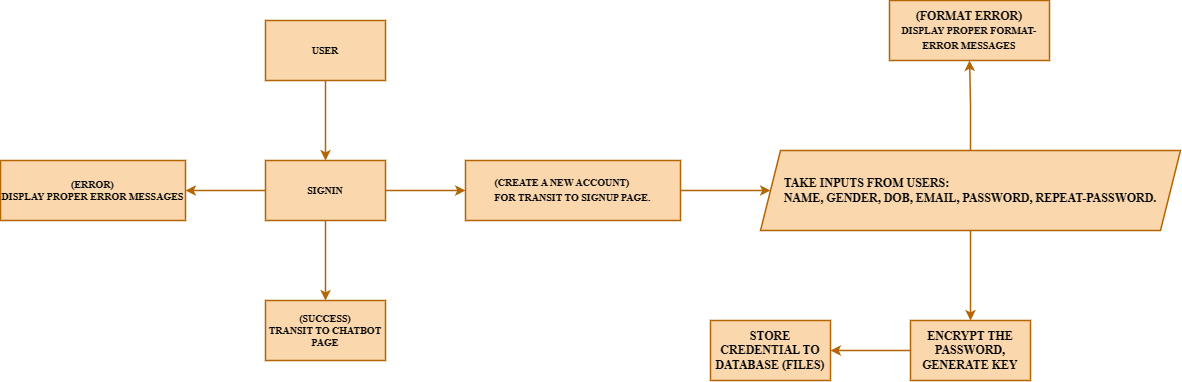 (FORMAT ERROR)
DISPLAY PROPER FORMAT-
ERROR MESSAGES
USER
(ERROR)
DISPLAY PROPER ERROR MESSAGES
SIGNIN
(CREATE A NEW ACCOUNT)
FOR TRANSIT TO SIGNUP PAGE.
TAKE INPUTS FROM USERS:
NAME, GENDER, DOB, EMAIL, PASSWORD, REPEAT-PASSWORD.
(SUCCESS)
TRANSIT TO CHATBOT
PAGE
STORE
CREDENTIAL TO
DATABASE (FILES)
ENCRYPT THE
PASSWORD,
GENERATE KEY